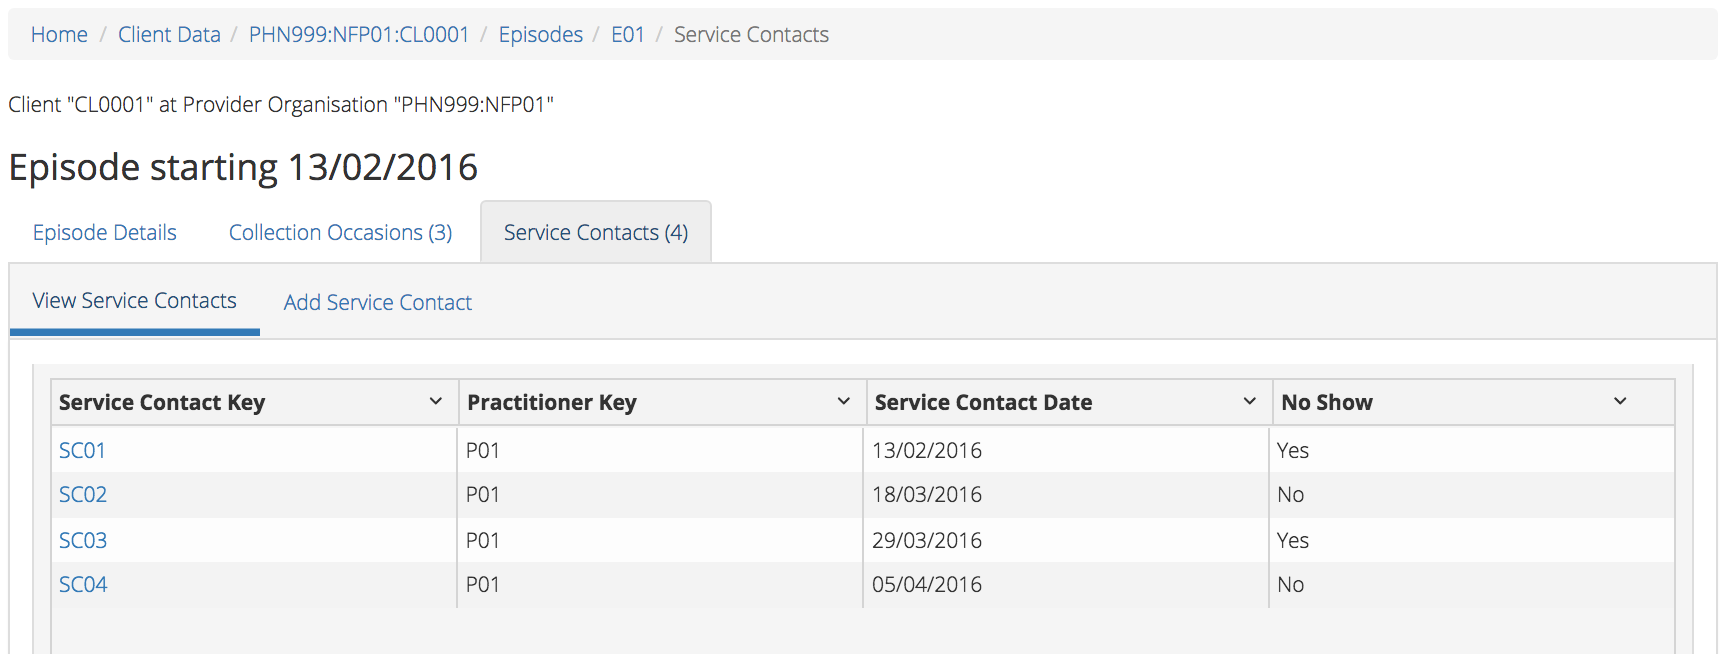 Home / Client Data / PHN999:NFP01:CL0001 / Episodes / E01 / Service Contacts
Client "CL0001" at Provider Organisation "PHN999:NFP01"
Episode starting 13/02/2016
Episode Details Collection Occasions (3) Service Contacts (4)
View Service Contacts Add Service Contact
Service Contact Key Practitioner Key Service Contact Date No Show
SC01 P01 13/02/2016 Yes
SC02 P01 18/03/2016 No
SC03 P01 29/03/2016 Yes
SC04 P01 05/04/2016 No